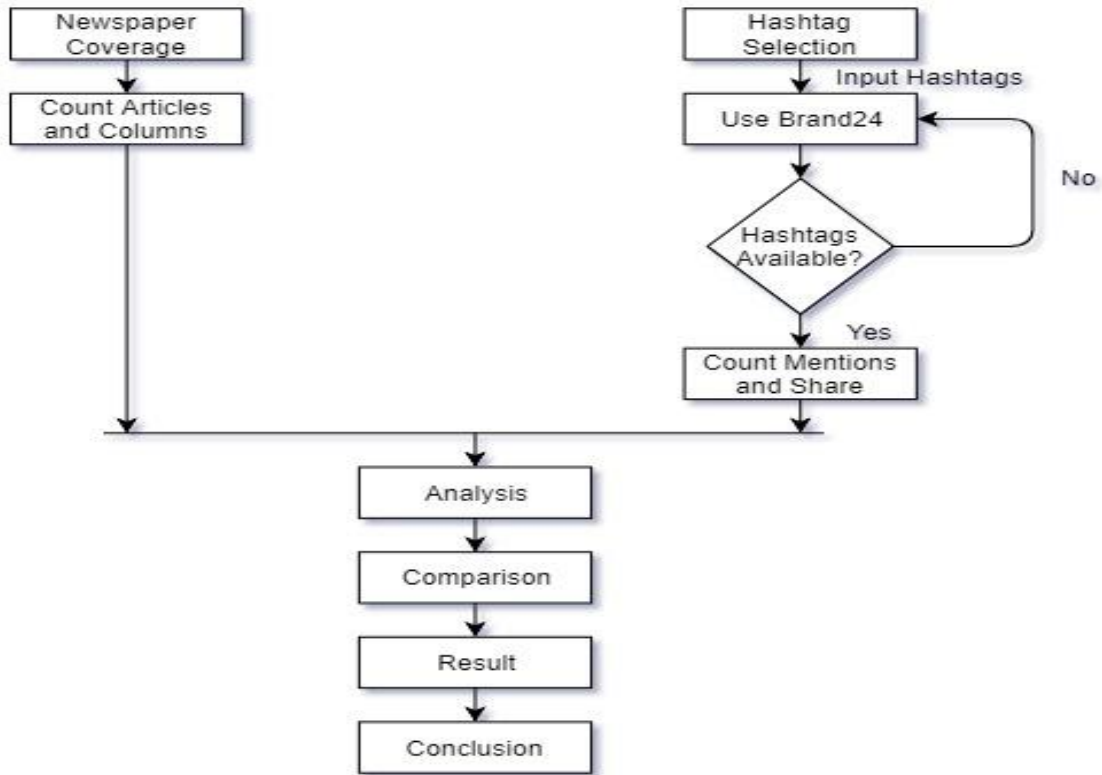 Newspaper
Coverage
Count Articles
and Columns
Hashtag
Selection
Input Hashtags
Use Brand24
No
Hashtags
Available?
Yes
Count Mentions
and Share
Analysis
Comparison
Result
Conclusion